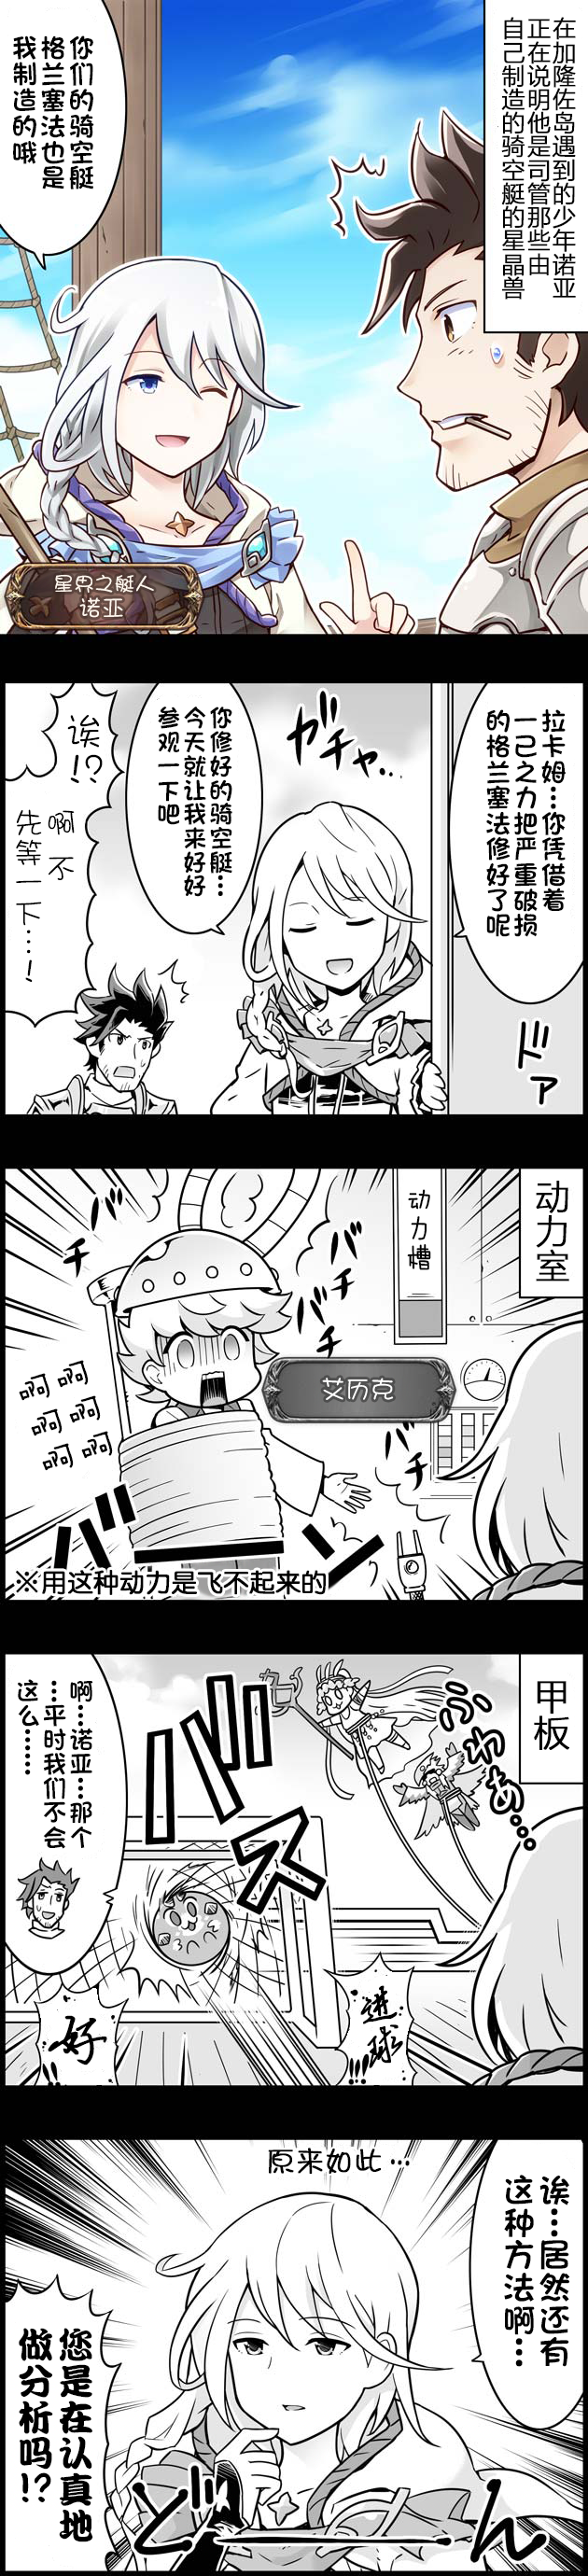 在加隆佐岛遇到的少年诺亚
正在说明他是司管那些由
自己制造的骑空艇的星晶兽
你们的骑空艇
格兰塞法也是
我制造的哦
星界之艇人
诺亚
拉卡姆…你凭借着
一己之力把严重破损
的格兰塞法修好了呢
ガチャ..
ドァ
你修好的骑空艇…
今天就让我来好好
参观一下吧
诶!?
啊 不
先等一下…!
动力室
动力槽
バチ
バチ
バチ
バチ
艾历克
呵呵
呵呵
呵呵
バーン
※用这种动力是飞不起来的
甲板
ふわぁ…
バス
啊…诺亚…那个
…平时我们不会
这么……
进球!!!
好!!
诶…居然还有
这种方法啊…
原来如此…
您是在认真地
做分析吗!?
どーん